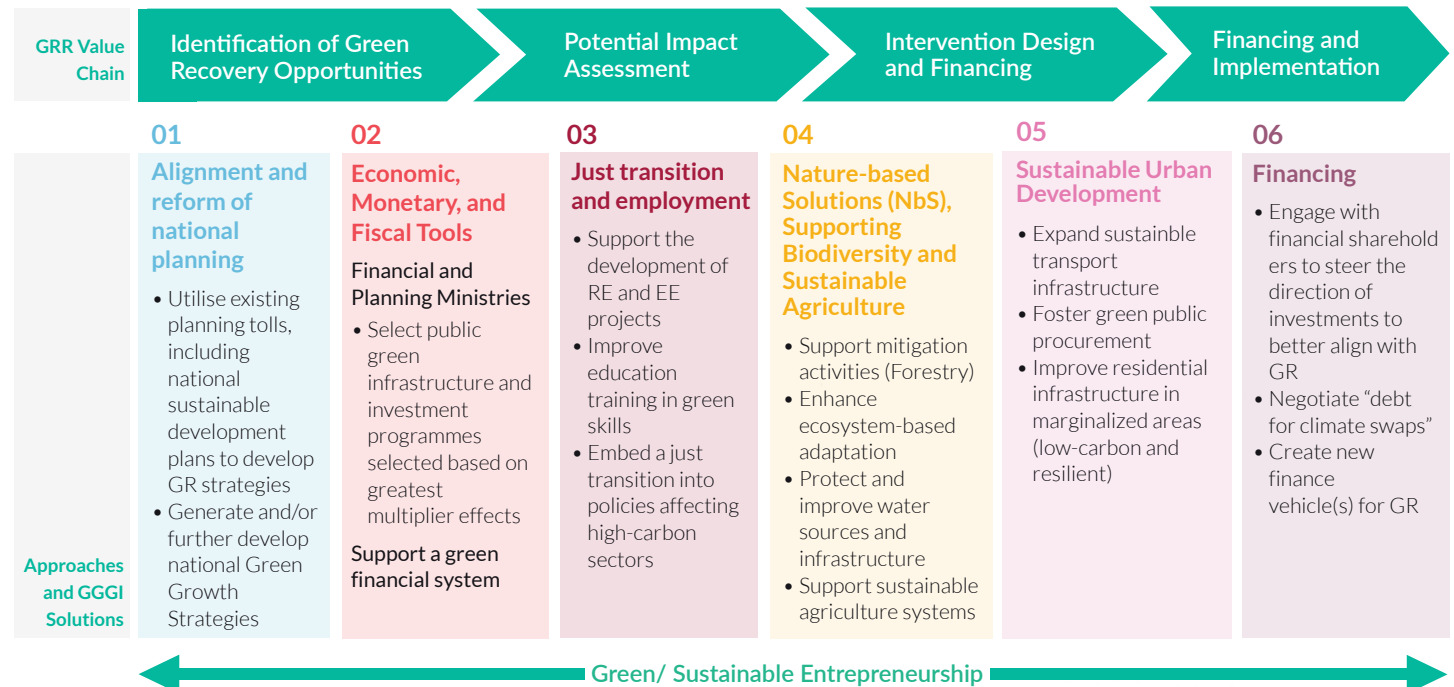 GRR Value
Chain
Identification of Green
Recovery Opportunities
Potential Impact
Assessment
Intervention Design
and Financing
Financing and
Implementation
Approaches
and GGGI
Solutions
01
Alignment and
reform of
national
planning
• Utilise existing
planning tolls,
including
national
sustainable
development
plans to develop
GR strategies
• Generate and/or
further develop
national Green
Growth
Strategies
02
Economic,
Monetary, and
Fiscal Tools
Financial and
Planning Ministries
• Select public
green
infrastructure and
investment
programmes
selected based on
greatest
multiplier effects
Support a green
financial system
03
Just transition
and employment
• Support the
development of
RE and EE
projects
• Improve
education
training in green
skills
• Embed a just
transition into
policies affecting
high-carbon
sectors
04
Nature-based
Solutions (NbS),
Supporting
Biodiversity and
Sustainable
Agriculture
• Support mitigation
activities (Forestry)
• Enhance
ecosystem-based
adaptation
• Protect and
improve water
sources and
infrastructure
• Support sustainable
agriculture systems
05
Sustainable Urban
Development
• Expand sustainble
transport
infrastructure
• Foster green public
procurement
• Improve residential
infrastructure in
marginalized areas
(low-carbon and
resilient)
06
Financing
• Engage with
financial sharehold
ers to steer the
direction of
investments to
better align with
GR
• Negotiate “debt
for climate swaps”
• Create new
finance
vehicle(s) for GR
Green/ Sustainable Entrepreneurship